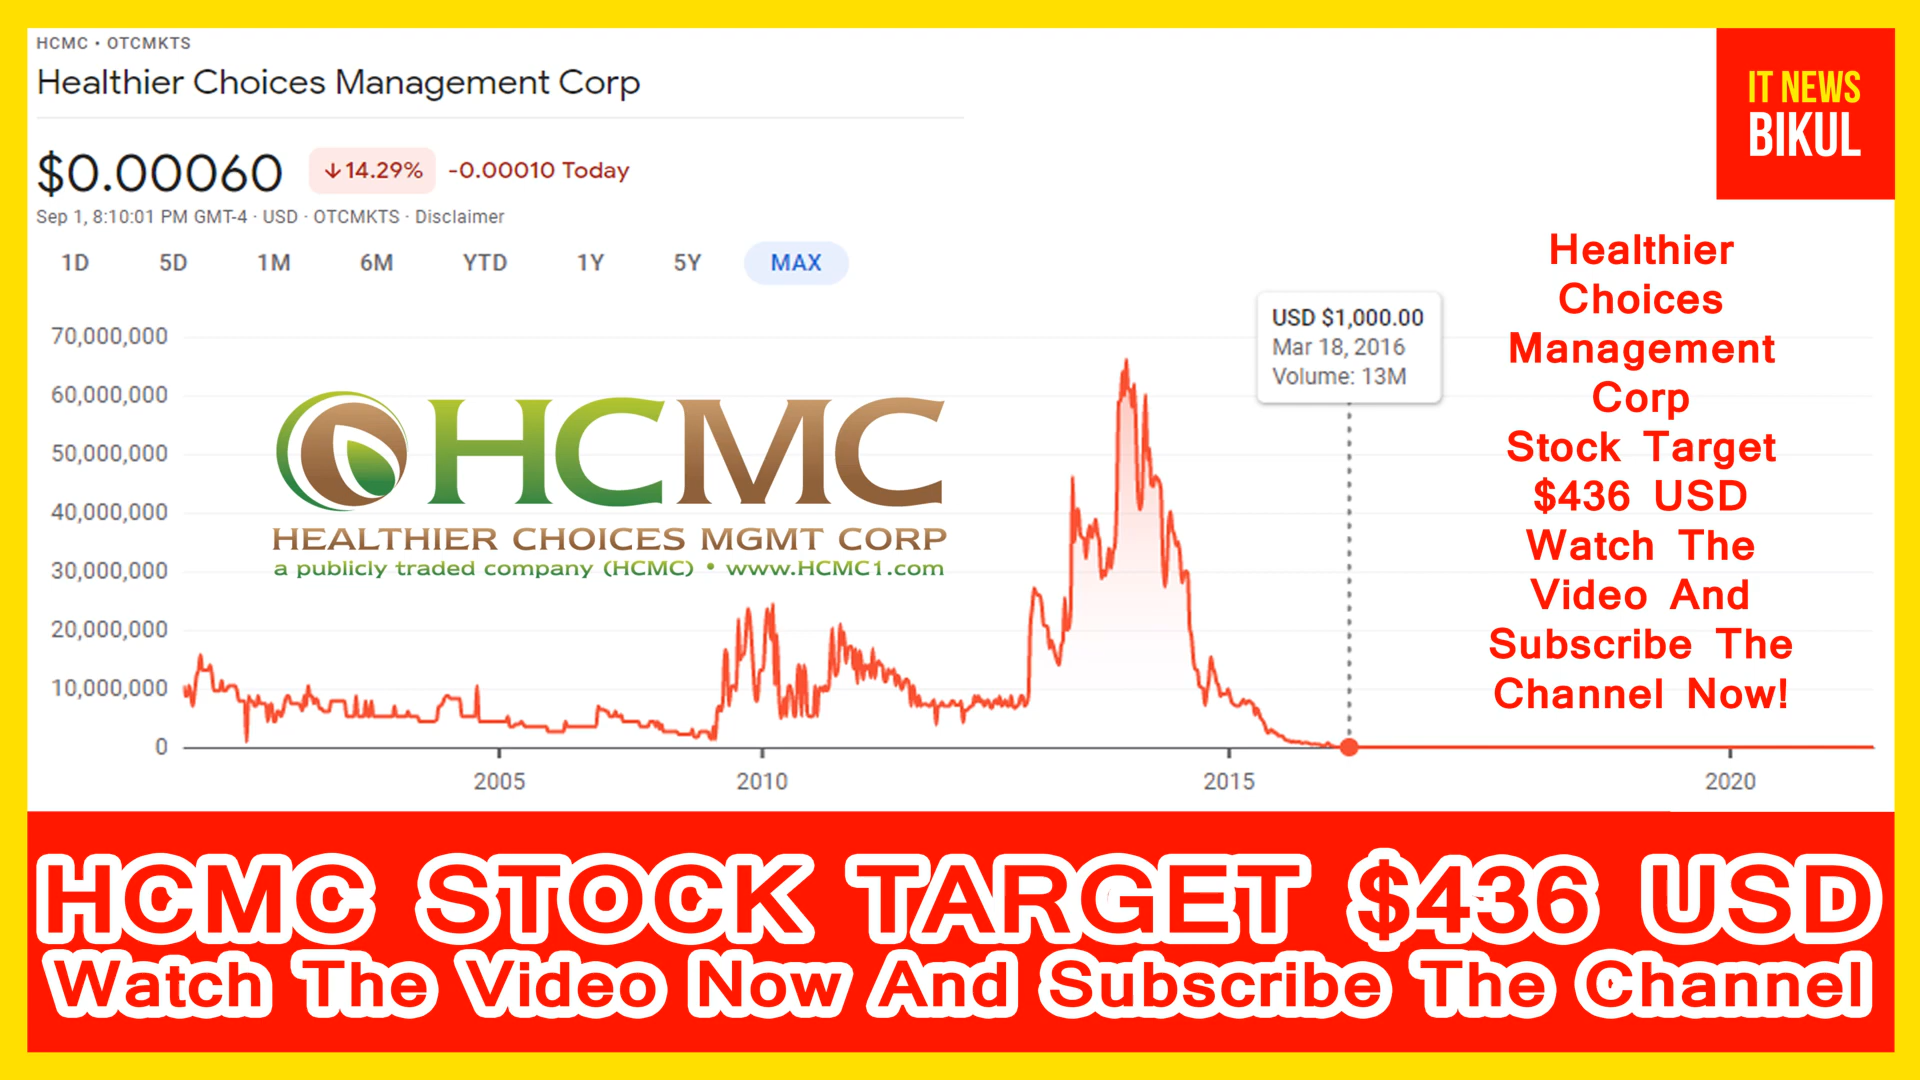 HCMC • OTCMKTS
Healthier Choices Management Corp
$0.00060 ↓14.29% -0.00010 Today
Sep 1, 8:10:01 PM GMT-4 · USD · OTCMKTS · Disclaimer
1D 5D 1M 6M YTD 1Y 5Y MAX
IT NEWS
BIKUL
USD $1,000.00
Mar 18, 2016
Volume: 13M
70,000,000
60,000,000
50,000,000
40,000,000
30,000,000
20,000,000
10,000,000
0
2005 2010 2015 2020
HCMC
HEALTHIER CHOICES MGMT CORP
a publicly traded company (HCMC) • www.HCMC1.com
Healthier
Choices
Management
Corp
Stock Target
$436 USD
Watch The
Video And
Subscribe The
Channel Now!
HCMC STOCK TARGET $436 USD
Watch The Video Now And Subscribe The Channel